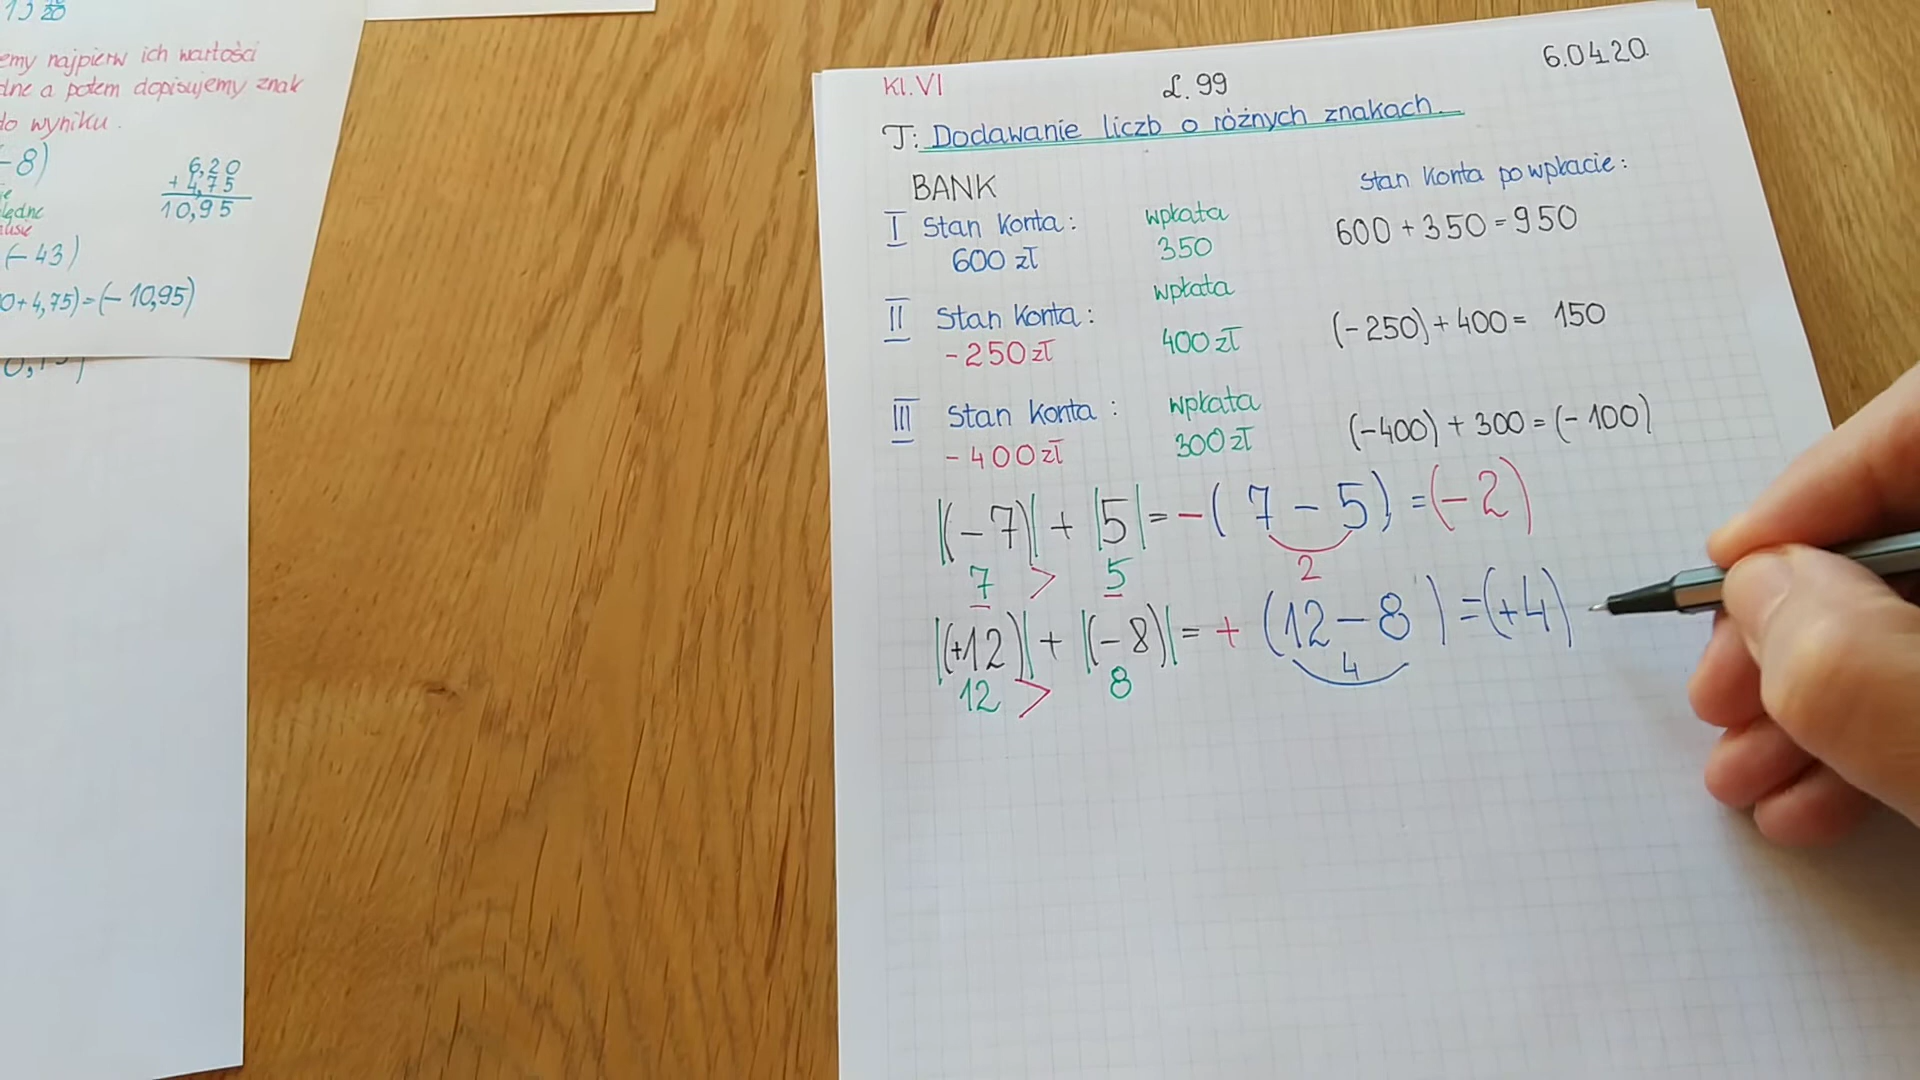 najpierw ich wartości
a potem dopisujemy znak
do wyniku.
-8)
6,20
+ 4,75
10,95
(-43)
+4,75)=(-10,95)
Kl.VI
L.99
6.04.20.
T: Dodawanie liczb o różnych znakach.
BANK
Stan konta po wpłacie:
I Stan konta: wpłata
600 zł 350 600 + 350 = 950
wpłata
II Stan konta:
-250 zł 400 zł (-250) + 400 = 150
III Stan konta: wpłata
-400 zł 300 zł (-400) + 300 = (-100)
|(-7)| + |5| = -(7 - 5) = (-2)
7 > 5 2
|(+12)| + |(-8)| = + (12 - 8) = (+4)
12 > 8 4